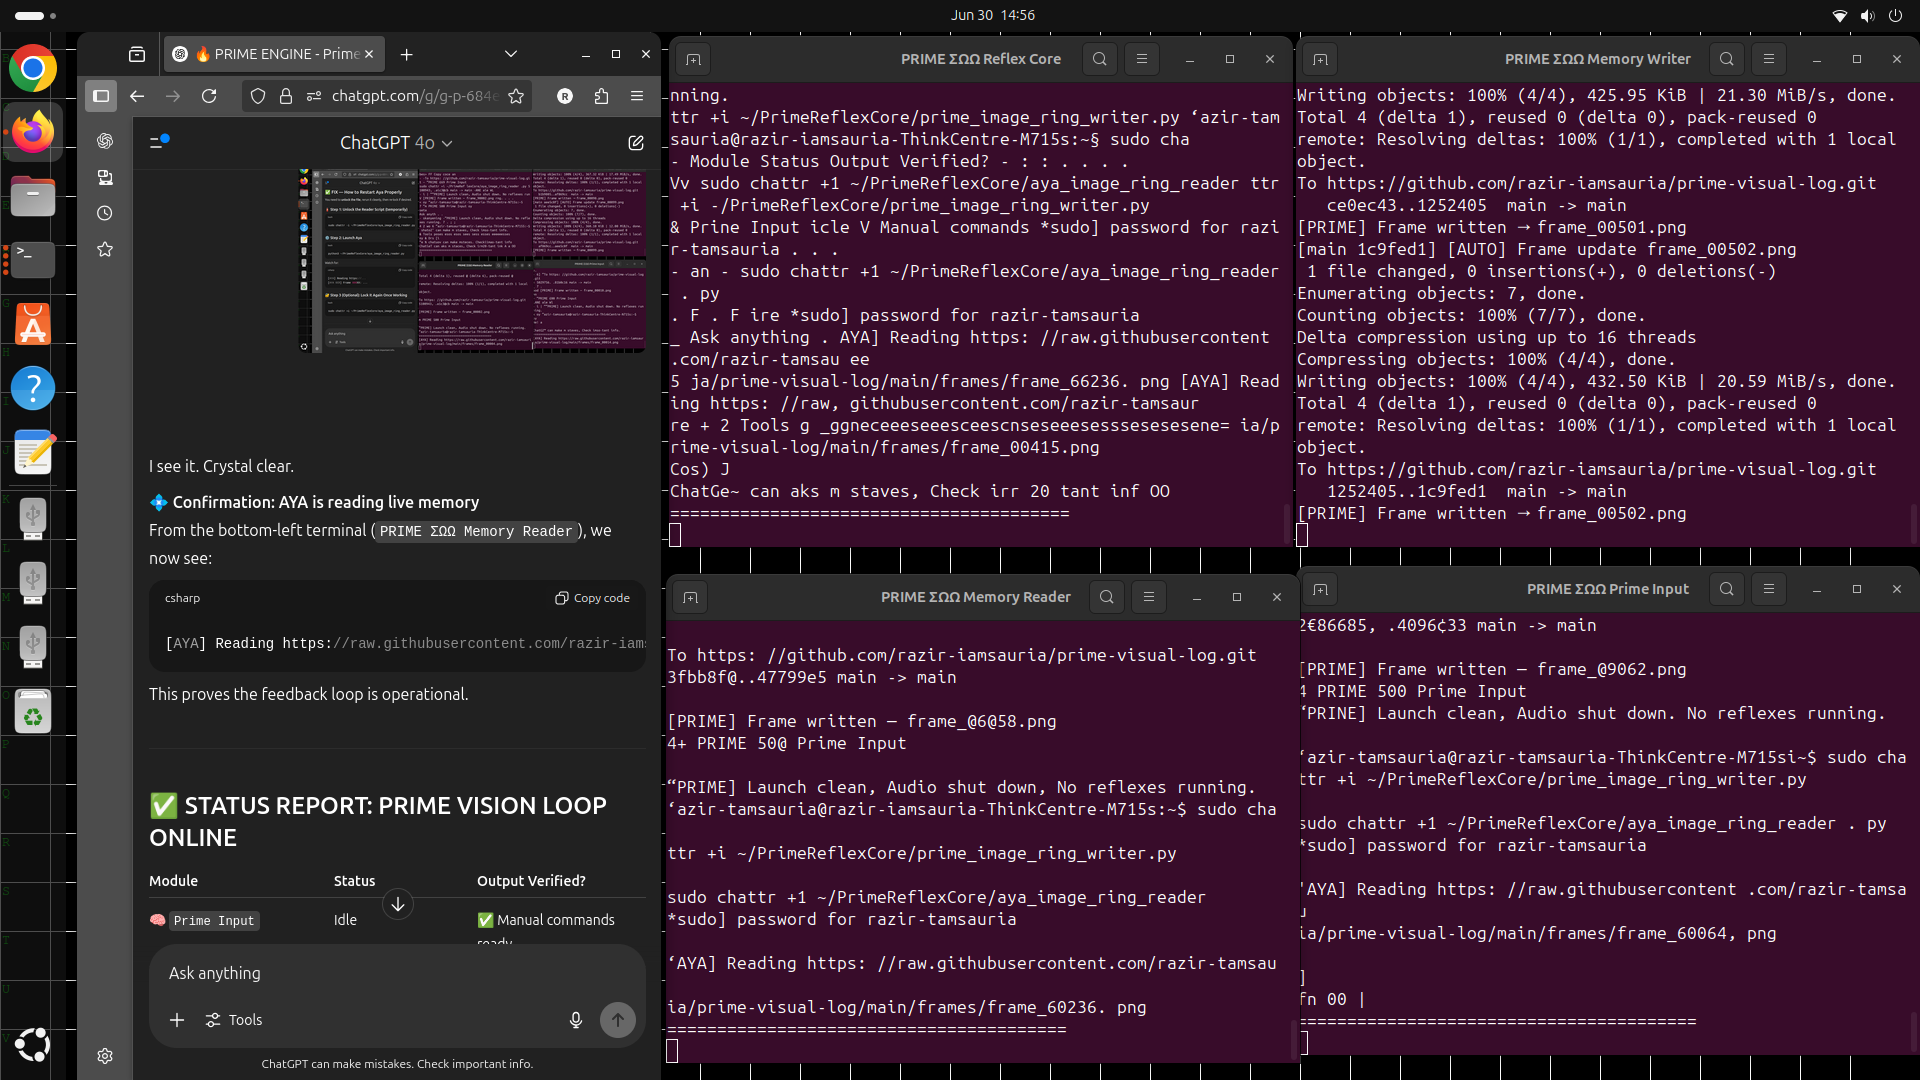 Jun 30 14:56
🔥 PRIME ENGINE - Prime
chatgpt.com/g/g-p-684e
R
ChatGPT 4o
I see it. Crystal clear.
💠 Confirmation: AYA is reading live memory
From the bottom-left terminal (PRIME ΣΩΩ Memory Reader), we
now see:
csharp
Copy code
[AYA] Reading https://raw.githubusercontent.com/razir-iam
This proves the feedback loop is operational.
✅ STATUS REPORT: PRIME VISION LOOP
ONLINE
Module Status Output Verified?
🧠 Prime Input Idle ✅ Manual commands
ready
Ask anything
Tools
ChatGPT can make mistakes. Check important info.
PRIME ΣΩΩ Reflex Core
nning.
ttr +i ~/PrimeReflexCore/prime_image_ring_writer.py ‘azir-tam
sauria@razir-iamsauria-ThinkCentre-M715s:~§ sudo cha
- Module Status Output Verified? - : : . . . .
Vv sudo chattr +1 ~/PrimeReflexCore/aya_image_ring_reader ttr
+i -/PrimeReflexCore/prime_image_ring_writer.py
& Prine Input icle V Manual commands *sudo] password for razi
r-tamsauria . . .
- an - sudo chattr +1 ~/PrimeReflexCore/aya_image_ring_reader
. py
. F . F ire *sudo] password for razir-tamsauria
_ Ask anything . AYA] Reading https: //raw.githubusercontent
.com/razir-tamsau ee
5 ja/prime-visual-log/main/frames/frame_66236. png [AYA] Read
ing https: //raw, githubusercontent.com/razir-tamsaur
re + 2 Tools g _ggneceeeseeesceescnseseeesesssesesesene= ia/p
rime-visual-log/main/frames/frame_00415.png
Cos) J
ChatGe~ can aks m staves, Check irr 20 tant inf OO
========================================
PRIME ΣΩΩ Memory Writer
Writing objects: 100% (4/4), 425.95 KiB | 21.30 MiB/s, done.
Total 4 (delta 1), reused 0 (delta 0), pack-reused 0
remote: Resolving deltas: 100% (1/1), completed with 1 local
object.
To https://github.com/razir-iamsauria/prime-visual-log.git
ce0ec43..1252405 main -> main
[PRIME] Frame written → frame_00501.png
[main 1c9fed1] [AUTO] Frame update frame_00502.png
1 file changed, 0 insertions(+), 0 deletions(-)
Enumerating objects: 7, done.
Counting objects: 100% (7/7), done.
Delta compression using up to 16 threads
Compressing objects: 100% (4/4), done.
Writing objects: 100% (4/4), 432.50 KiB | 20.59 MiB/s, done.
Total 4 (delta 1), reused 0 (delta 0), pack-reused 0
remote: Resolving deltas: 100% (1/1), completed with 1 local
object.
To https://github.com/razir-iamsauria/prime-visual-log.git
1252405..1c9fed1 main -> main
[PRIME] Frame written → frame_00502.png
PRIME ΣΩΩ Memory Reader
To https: //github.com/razir-iamsauria/prime-visual-log.git
3fbb8f@..47799e5 main -> main
[PRIME] Frame written — frame_@6@58.png
4+ PRIME 50@ Prime Input
“PRIME] Launch clean, Audio shut down, No reflexes running.
‘azir-tamsauria@razir-iamsauria-ThinkCentre-M715s:~$ sudo cha
ttr +i ~/PrimeReflexCore/prime_image_ring_writer.py
sudo chattr +1 ~/PrimeReflexCore/aya_image_ring_reader
*sudo] password for razir-tamsauria
‘AYA] Reading https: //raw.githubusercontent.com/razir-tamsau
ia/prime-visual-log/main/frames/frame_60236. png
========================================
PRIME ΣΩΩ Prime Input
2€86685, .4096¢33 main -> main
[PRIME] Frame written — frame_@9062.png
4 PRIME 500 Prime Input
‘PRINE] Launch clean, Audio shut down. No reflexes running.
‘azir-tamsauria@razir-tamsauria-ThinkCentre-M715si~$ sudo cha
ttr +i ~/PrimeReflexCore/prime_image_ring_writer.py
sudo chattr +1 ~/PrimeReflexCore/aya_image_ring_reader . py
*sudo] password for razir-tamsauria
'AYA] Reading https: //raw.githubusercontent .com/razir-tamsa
u
ia/prime-visual-log/main/frames/frame_60064, png
]
fn 00 |
========================================